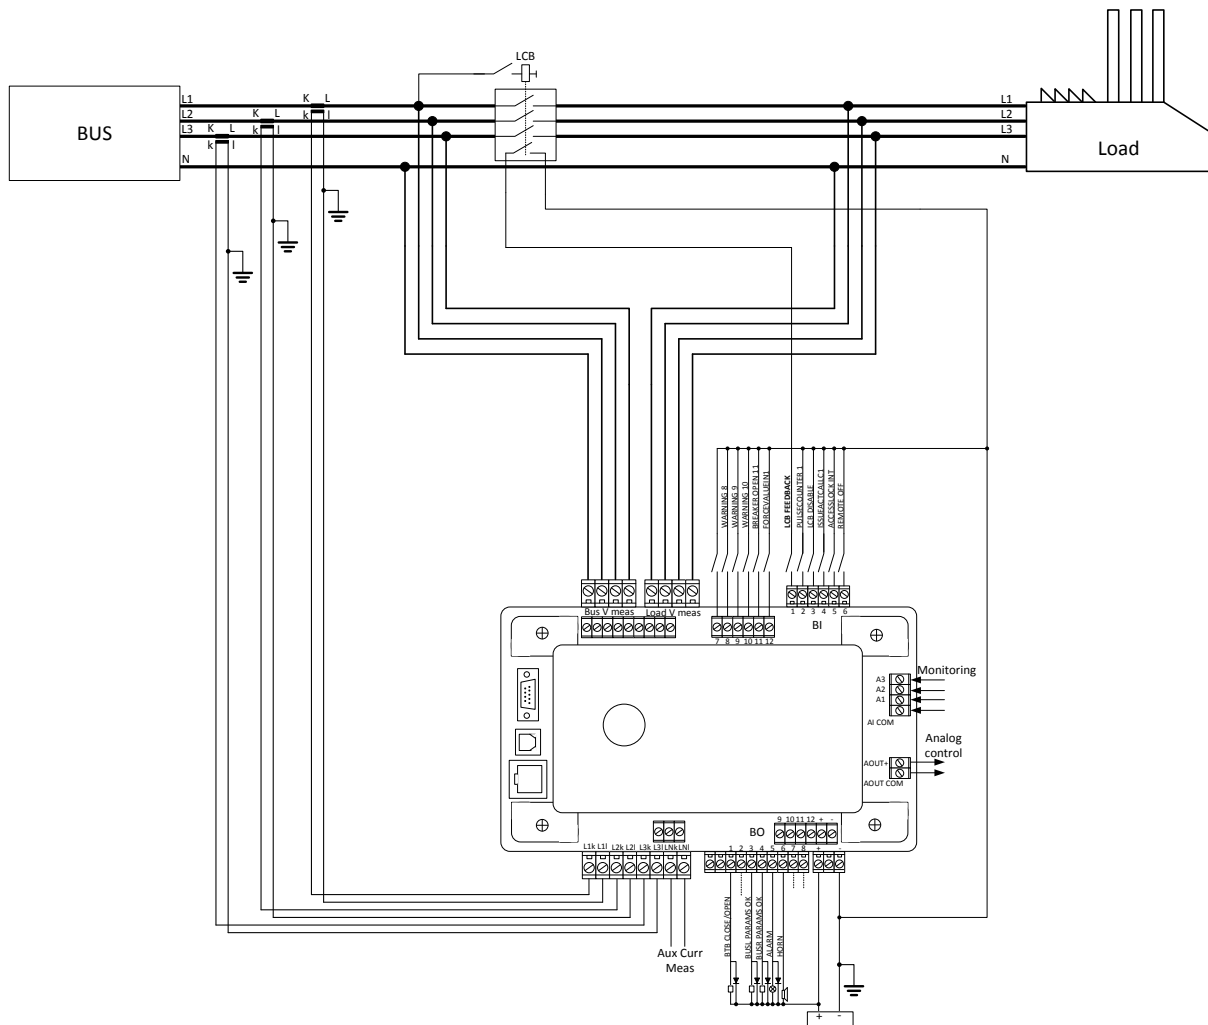 LCB
L1
K
L
L1
L2
K
L
k
l
L2
L3
K
L
k
l
L3
BUS
k
l
Load
N
N
WARNING 8
WARNING 9
WARNING 10
BREAKER OPEN 11
FORCEVALUEIN1
LCB FEEDBACK
PULSECOUNTER 1
LCB DISABLE
ISSUEACTCALLC1
ACCESSLOCK INT
REMOTE OFF
Bus V meas
Load V meas
1 2 3 4 5 6
BI
7 8 9 10 11 12
Monitoring
A3
A2
A1
AI COM
Analog
control
AOUT+
AOUT COM
9 10 11 12 + -
BO
L1k L1l L2k L2l L3k L3l LNk LNl
1 2 3 4 5 6 7 8 + -
BTB CLOSE/OPEN
BUSL PARAMS OK
BUSR PARAMS OK
ALARM
HORN
Aux Curr
Meas
+ -